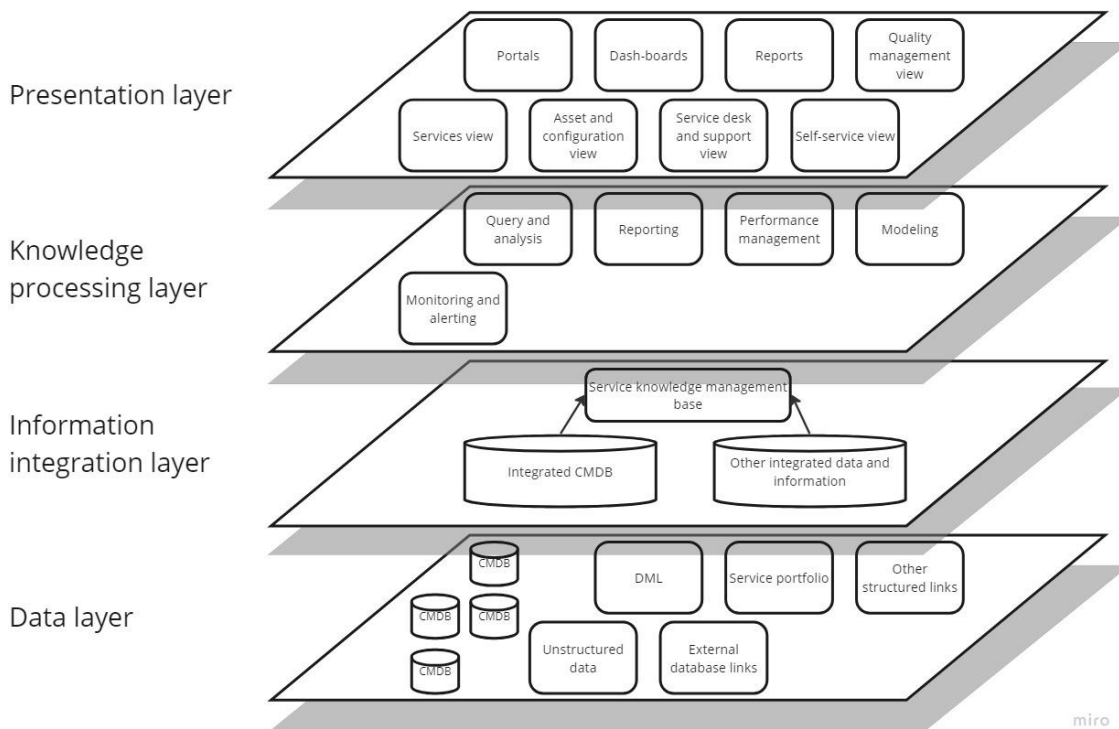 Presentation layer
Portals
Dash-boards
Reports
Quality
management
view
Services view
Asset and
configuration
view
Service desk
and support
view
Self-service view
Knowledge
processing layer
Query and
analysis
Reporting
Performance
management
Modeling
Monitoring and
alerting
Information
integration layer
Service knowledge management
base
Integrated CMDB
Other integrated data and
information
Data layer
CMDB
CMDB
CMDB
CMDB
DML
Service portfolio
Other
structured links
Unstructured
data
External
database links
miro